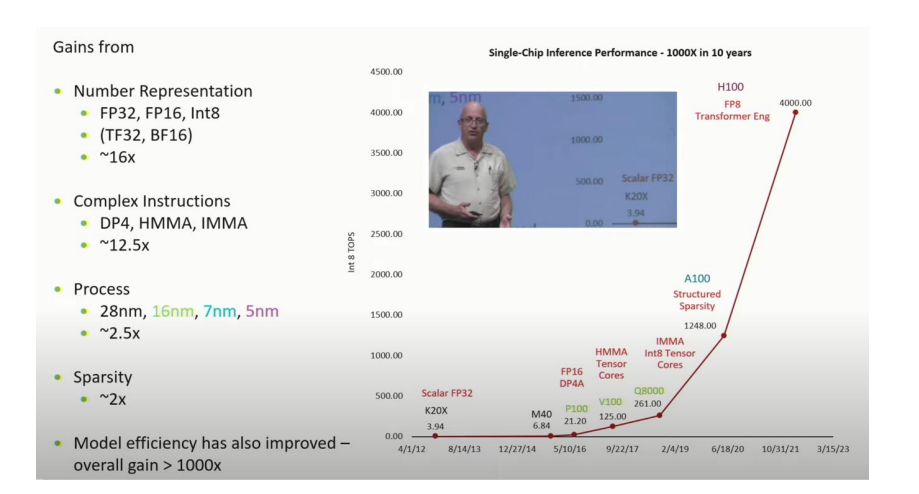 Gains from
Number Representation
FP32, FP16, Int8
(TF32, BF16)
~16x
Complex Instructions
DP4, HMMA, IMMA
~12.5x
Process
28nm, 16nm, 7nm, 5nm
~2.5x
Sparsity
~2x
Model efficiency has also improved –
overall gain > 1000x
Single-Chip Inference Performance - 1000X in 10 years
Int 8 TOPS
4500.00
4000.00
3500.00
3000.00
2500.00
2000.00
1500.00
1000.00
500.00
0.00
m, 5nm
1500.00
1000.00
500.00
Scalar FP32
K20X
3.94
0.00
H100
FP8
Transformer Eng
4000.00
A100
Structured
Sparsity
1248.00
IMMA
Int8 Tensor
Cores
Q8000
261.00
HMMA
Tensor
Cores
V100
125.00
FP16
DP4A
P100
21.20
M40
6.84
Scalar FP32
K20X
3.94
4/1/12 8/14/13 12/27/14 5/10/16 9/22/17 2/4/19 6/18/20 10/31/21 3/15/23